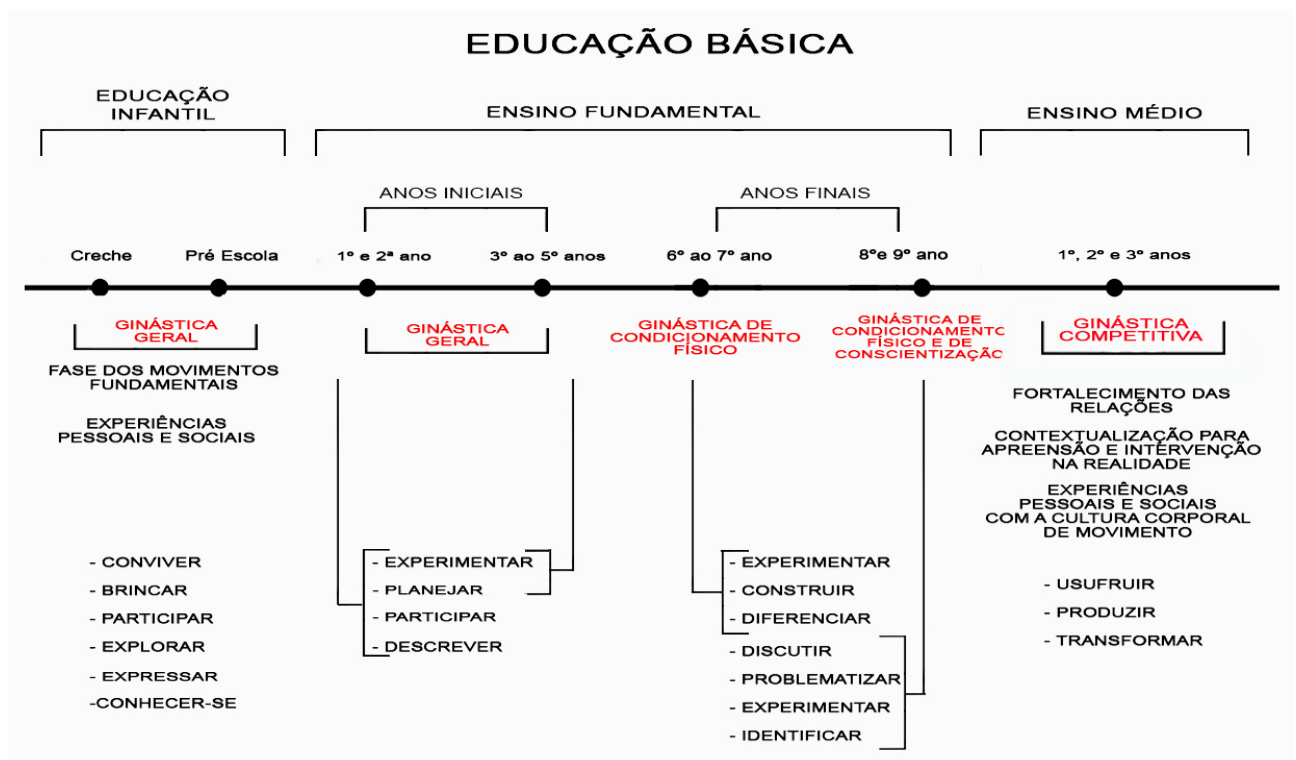 EDUCAÇÃO BÁSICA
EDUCAÇÃO
INFANTIL
ENSINO FUNDAMENTAL
ENSINO MÉDIO
ANOS INICIAIS
ANOS FINAIS
Creche
Pré Escola
1º e 2ª ano
3º ao 5º anos
6º ao 7º ano
8ºe 9º ano
1º, 2º e 3º anos
GINÁSTICA
GERAL
GINÁSTICA
GERAL
GINÁSTICA DE
CONDICIONAMENTO
FÍSICO
GINÁSTICA DE
CONDICIONAMENTO
FÍSICO E DE
CONSCIENTIZAÇÃO
GINÁSTICA
COMPETITIVA
FASE DOS MOVIMENTOS
FUNDAMENTAIS
EXPERIÊNCIAS
PESSOAIS E SOCIAIS
FORTALECIMENTO DAS
RELAÇÕES
CONTEXTUALIZAÇÃO PARA
APREENSÃO E INTERVENÇÃO
NA REALIDADE
EXPERIÊNCIAS
PESSOAIS E SOCIAIS
COM A CULTURA CORPORAL
DE MOVIMENTO
- CONVIVER
- BRINCAR
- PARTICIPAR
- EXPLORAR
- EXPRESSAR
-CONHECER-SE
- EXPERIMENTAR
- PLANEJAR
- PARTICIPAR
- DESCREVER
- EXPERIMENTAR
- CONSTRUIR
- DIFERENCIAR
- DISCUTIR
- PROBLEMATIZAR
- EXPERIMENTAR
- IDENTIFICAR
- USUFRUIR
- PRODUZIR
- TRANSFORMAR